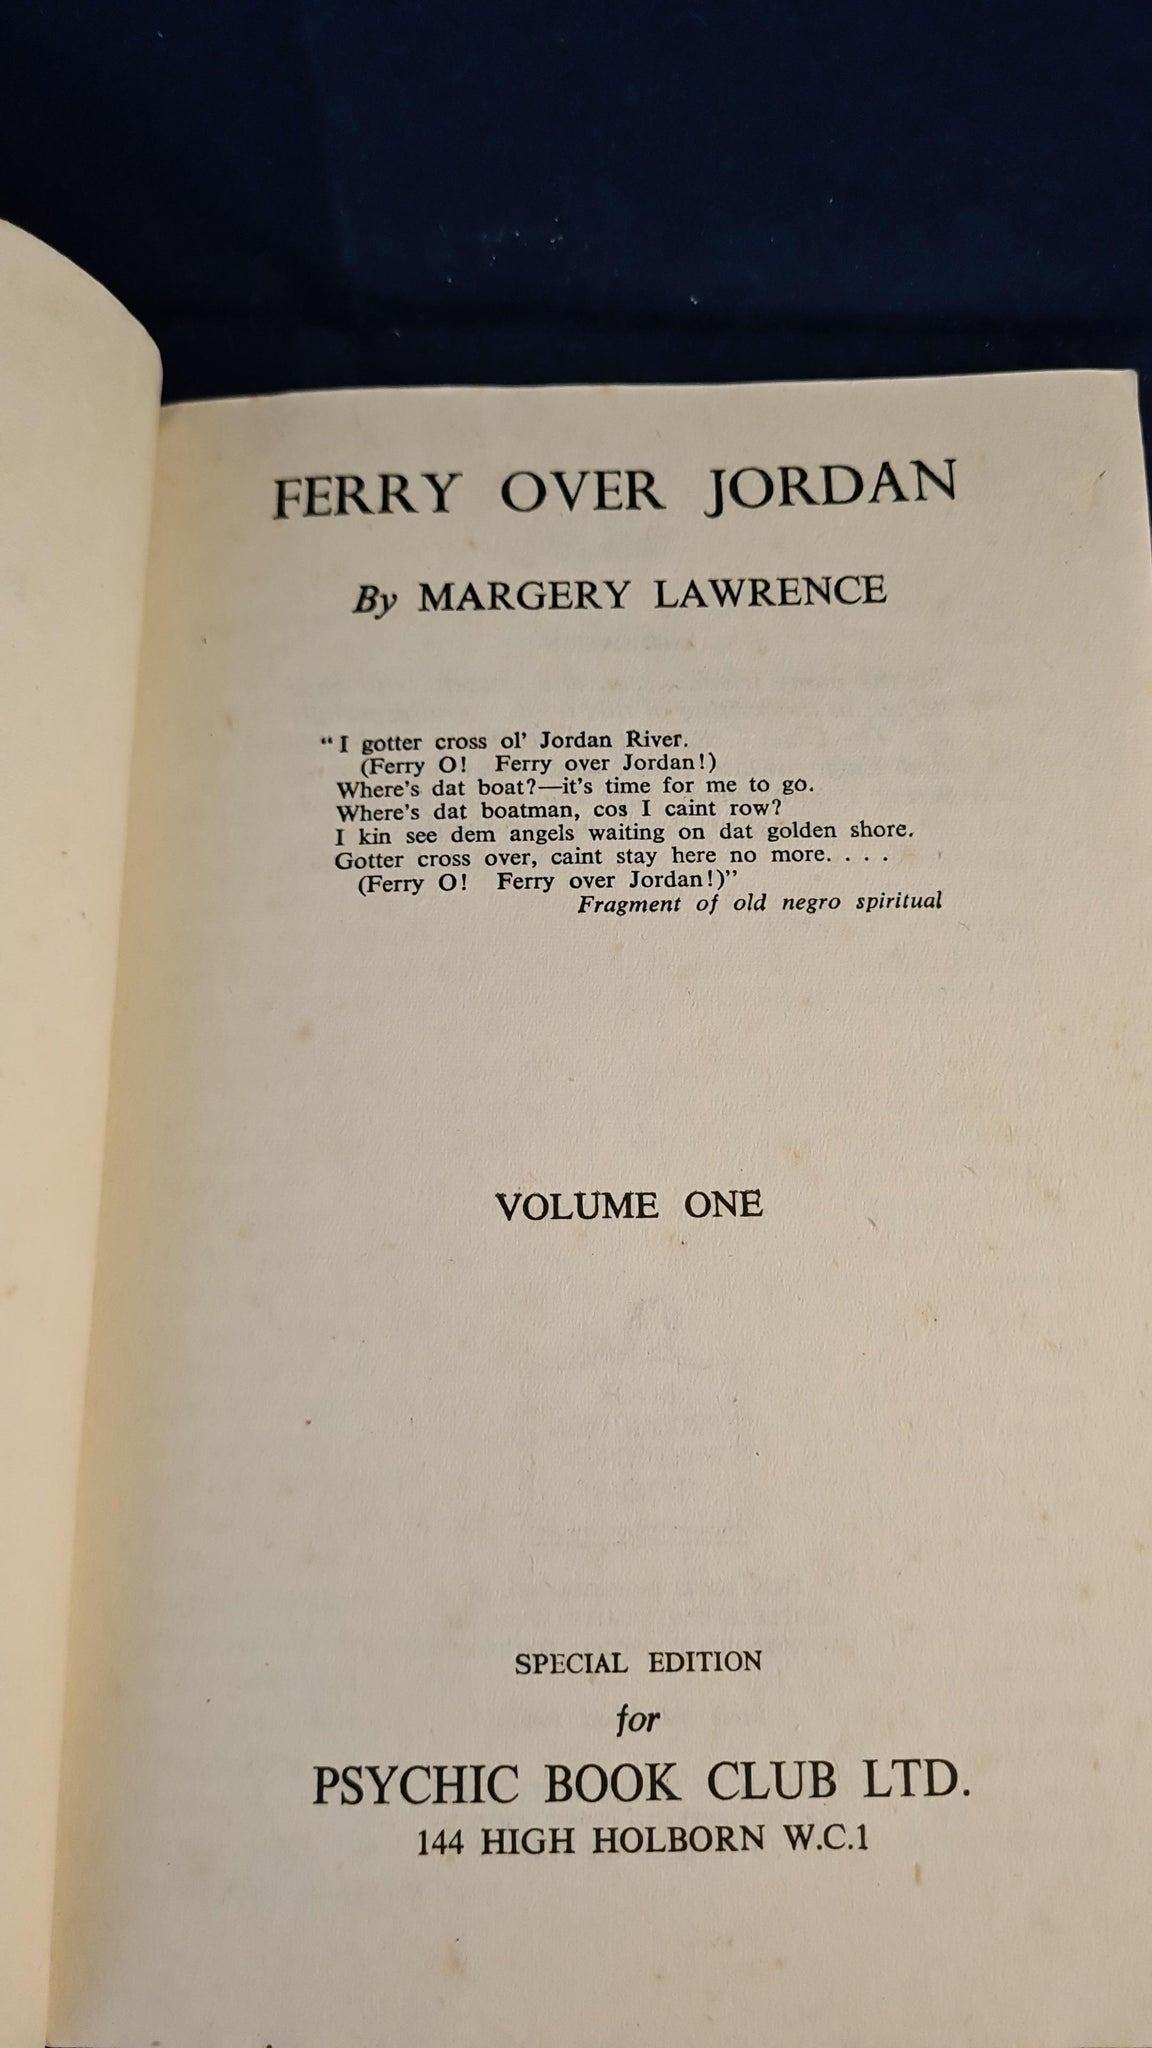 FERRY OVER JORDAN
By MARGERY LAWRENCE
“I gotter cross ol’ Jordan River.
(Ferry O! Ferry over Jordan!)
Where’s dat boat?—it’s time for me to go.
Where’s dat boatman, cos I caint row?
I kin see dem angels waiting on dat golden shore.
Gotter cross over, caint stay here no more. . . .
(Ferry O! Ferry over Jordan!)”
Fragment of old negro spiritual
VOLUME ONE
SPECIAL EDITION
for
PSYCHIC BOOK CLUB LTD.
144 HIGH HOLBORN W.C.1